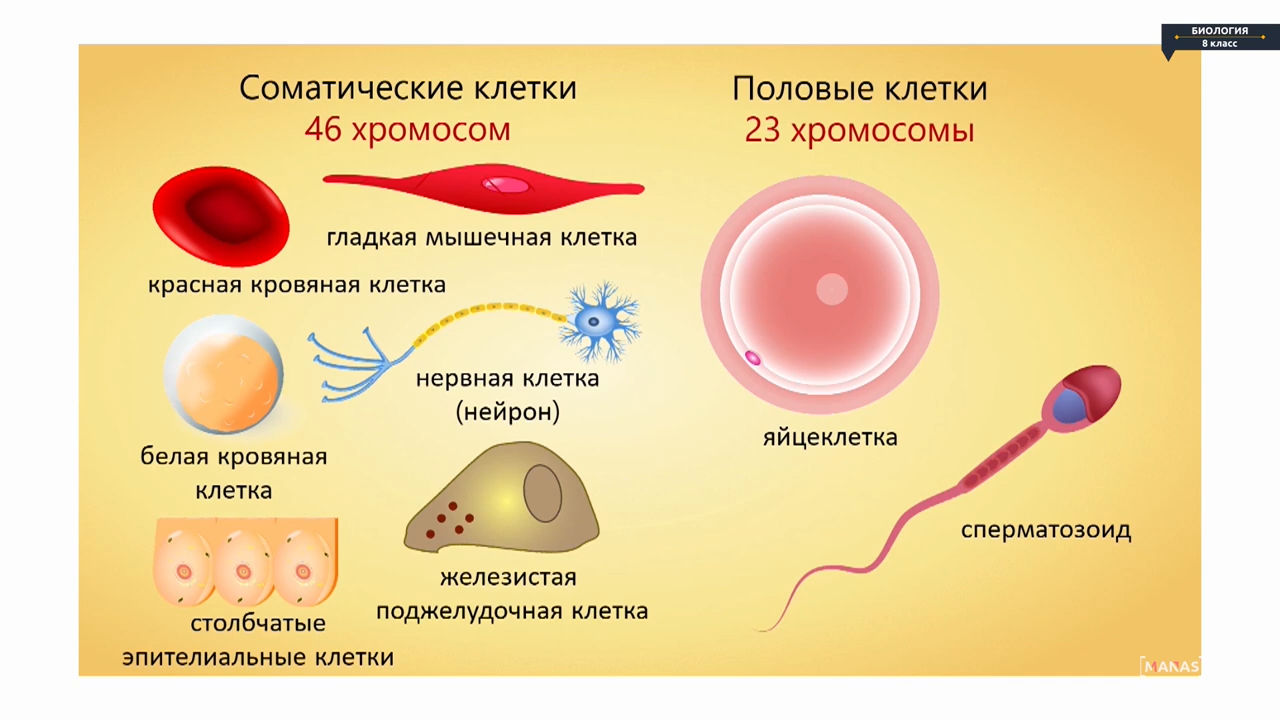 БИОЛОГИЯ
8 класс
Соматические клетки
46 хромосом
Половые клетки
23 хромосомы
гладкая мышечная клетка
красная кровяная клетка
нервная клетка
(нейрон)
белая кровяная
клетка
яйцеклетка
сперматозоид
железистая
поджелудочная клетка
столбчатые
эпителиальные клетки
MANAS